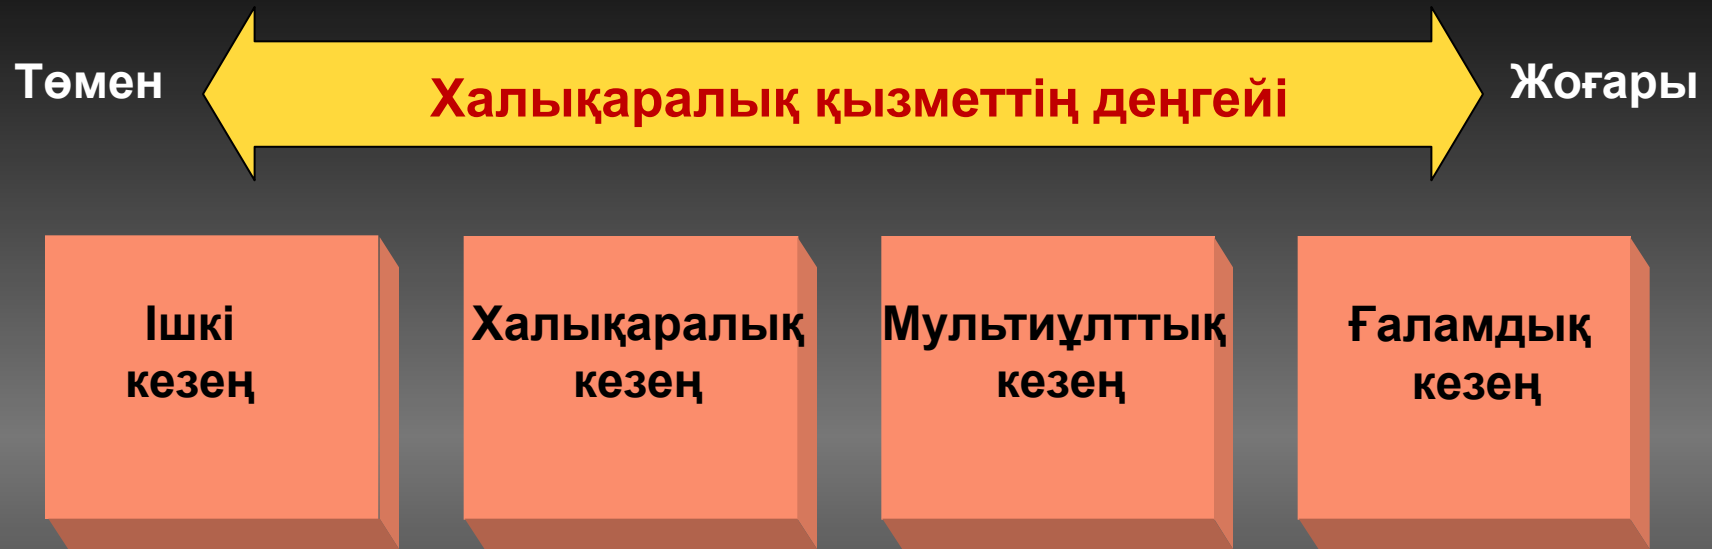 Төмен
Халықаралық қызметтің деңгейі
Жоғары
Ішкі
кезең
Халықаралық
кезең
Мультиұлттық
кезең
Ғаламдық
кезең